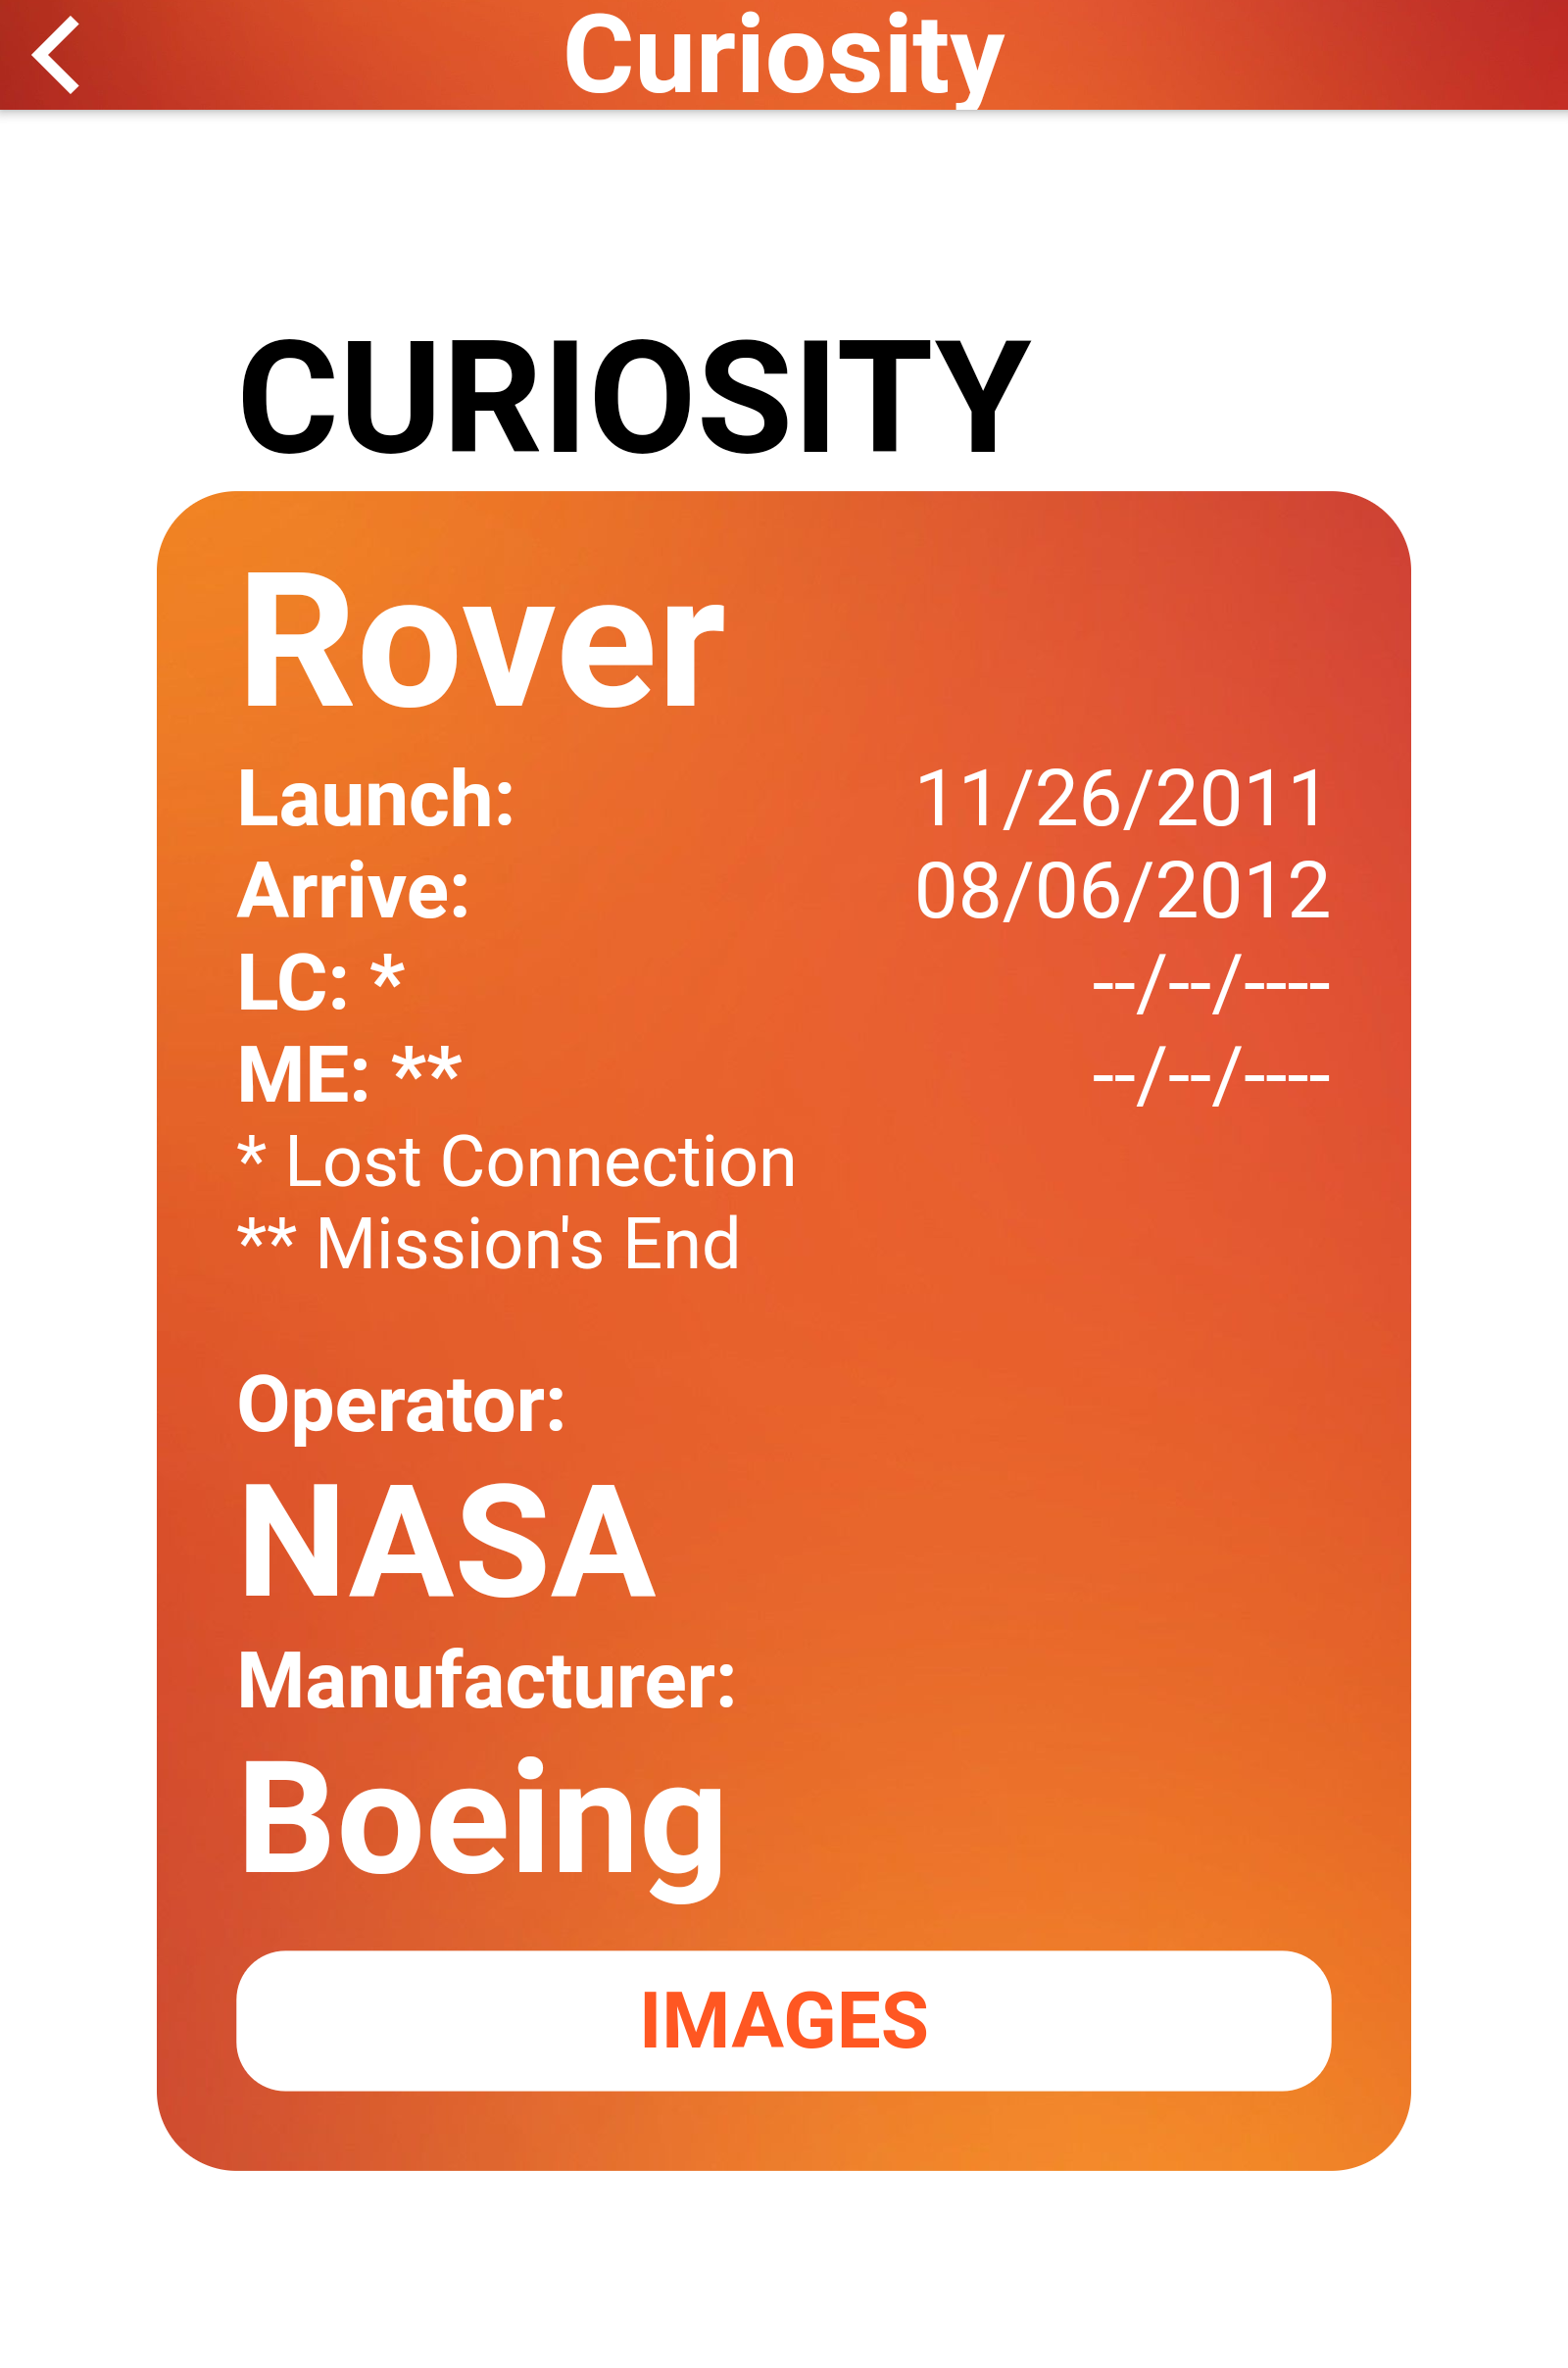 Curiosity
CURIOSITY
Rover
Launch: 11/26/2011
Arrive: 08/06/2012
LC: * --/--/----
ME: ** --/--/----
* Lost Connection
** Mission's End
Operator:
NASA
Manufacturer:
Boeing
IMAGES